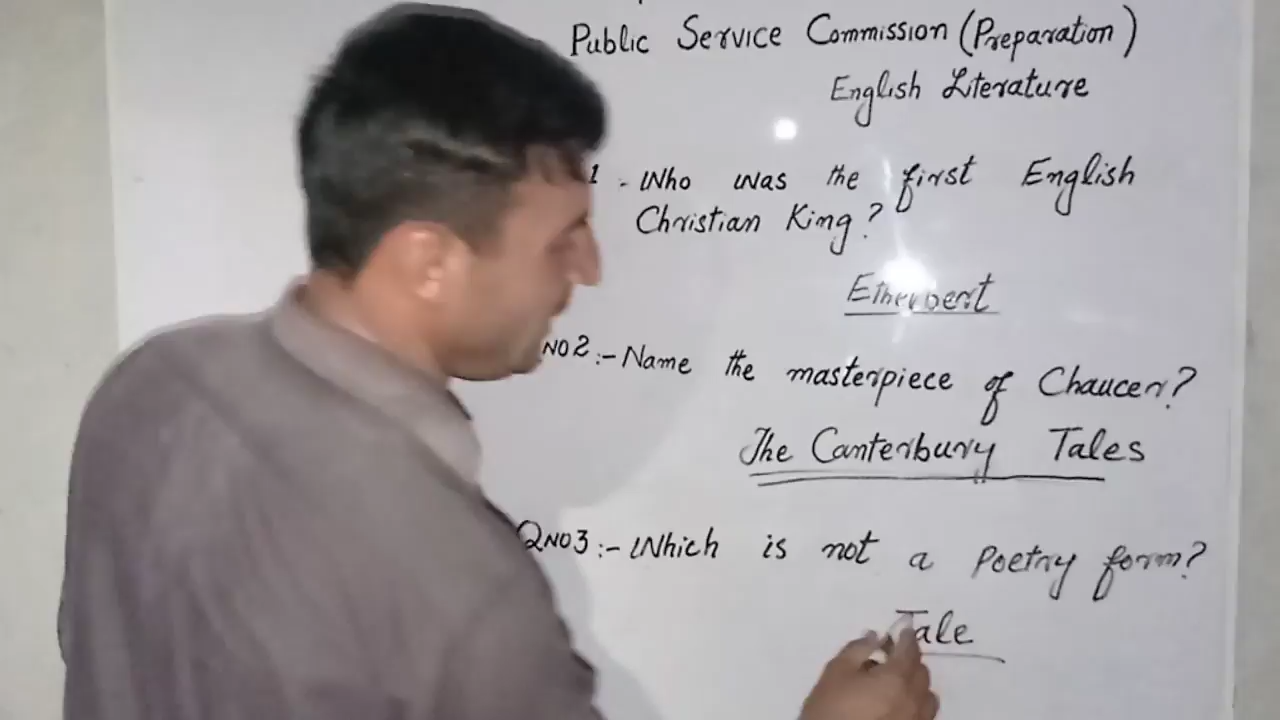 Public Service Commission (Preparation)
English Literature
1 - Who was the first English
Christian King?
Etherbert
NO2 :- Name the masterpiece of Chaucer?
The Canterbury Tales
QNO3 :- Which is not a Poetry form?
Tale